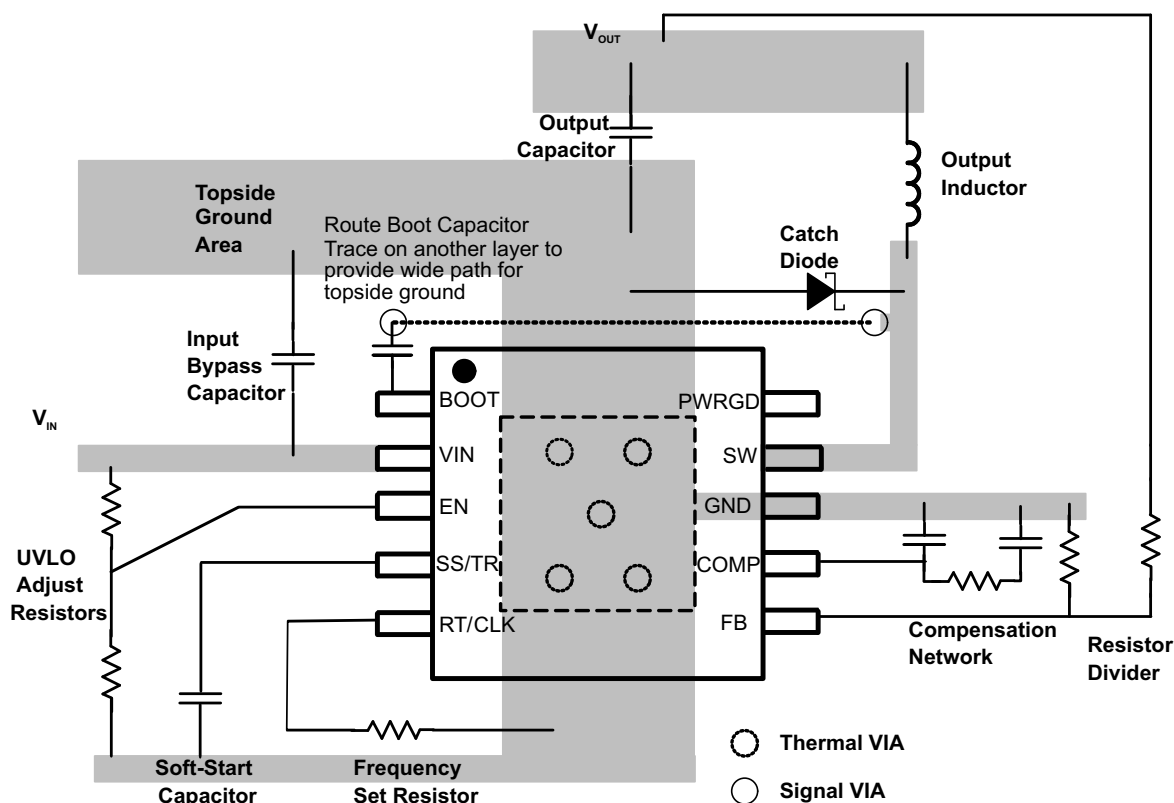 VOUT
Output
Capacitor
Output
Inductor
Topside
Ground
Area
Route Boot Capacitor
Trace on another layer to
provide wide path for
topside ground
Catch
Diode
Input
Bypass
Capacitor
BOOT
PWRGD
VIN
VIN
SW
EN
GND
UVLO
Adjust
Resistors
SS/TR
COMP
RT/CLK
FB
Compensation
Network
Resistor
Divider
Thermal VIA
Soft-Start
Capacitor
Frequency
Set Resistor
Signal VIA